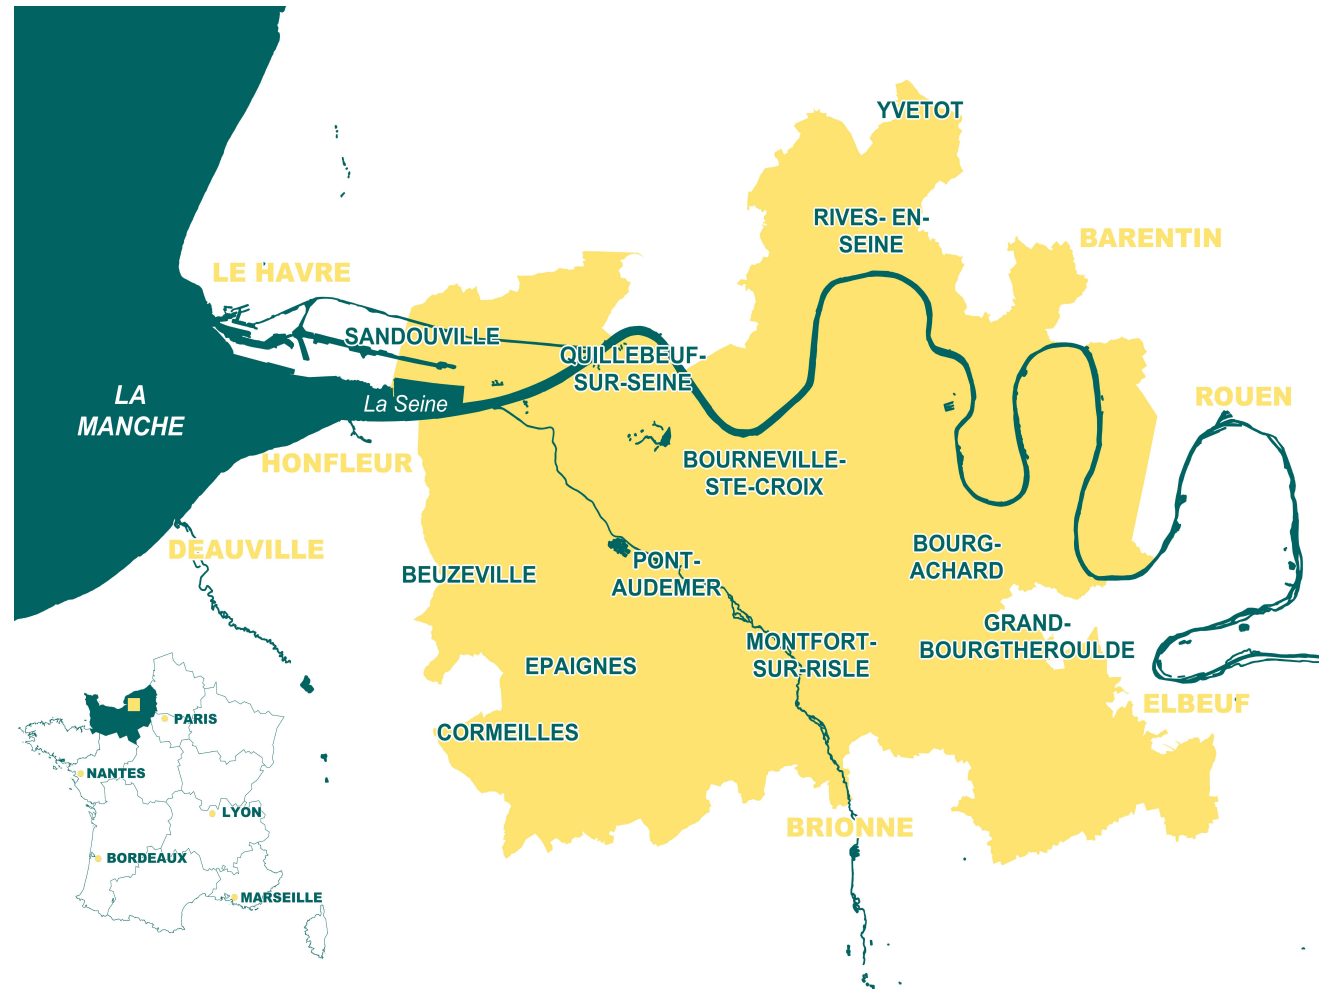 YVETOT
RIVES- EN-
SEINE
BARENTIN
LE HAVRE
SANDOUVILLE
QUILLEBEUF-
SUR-SEINE
LA
MANCHE
La Seine
ROUEN
HONFLEUR
BOURNEVILLE-
STE-CROIX
DEAUVILLE
BEUZEVILLE
PONT-
AUDEMER
BOURG-
ACHARD
GRAND-
BOURGTHEROULDE
MONTFORT-
SUR-RISLE
EPAIGNES
ELBEUF
CORMEILLES
BRIONNE
PARIS
NANTES
LYON
BORDEAUX
MARSEILLE